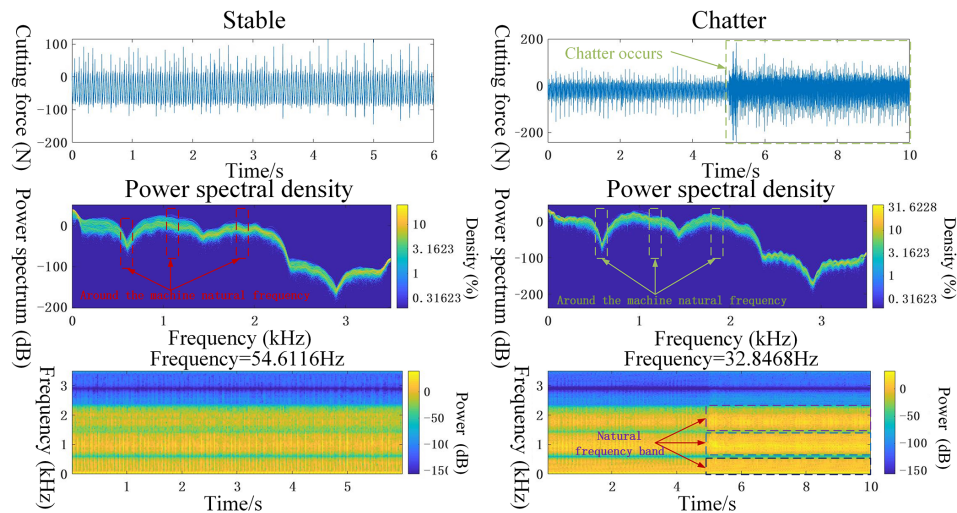 Stable
Chatter
Cutting force (N)
100
0
-100
-200
0 1 2 3 4 5 6
Time/s
Cutting force (N)
200
0
-200
Chatter occurs
0 2 4 6 8 10
Time/s
Power spectral density
Power spectrum (dB)
0
-100
-200
Around the machine natural frequency
0 1 2 3
Frequency (kHz)
10
3.1623
0.31623
Density (%)
Power spectral density
Power spectrum (dB)
0
-100
-200
Around the machine natural frequency
0 1 2 3
Frequency (kHz)
31.6228
10
3.1623
0.31623
Density (%)
Frequency=54.6116Hz
Frequency (kHz)
3
2
1
0
1 2 3 4 5
Time/s
0
-50
-100
-150
Power (dB)
Frequency=32.8468Hz
Frequency (kHz)
3
2
1
0
Natural
frequency band
2 4 6 8 10
Time/s
0
-50
-100
-150
Power (dB)